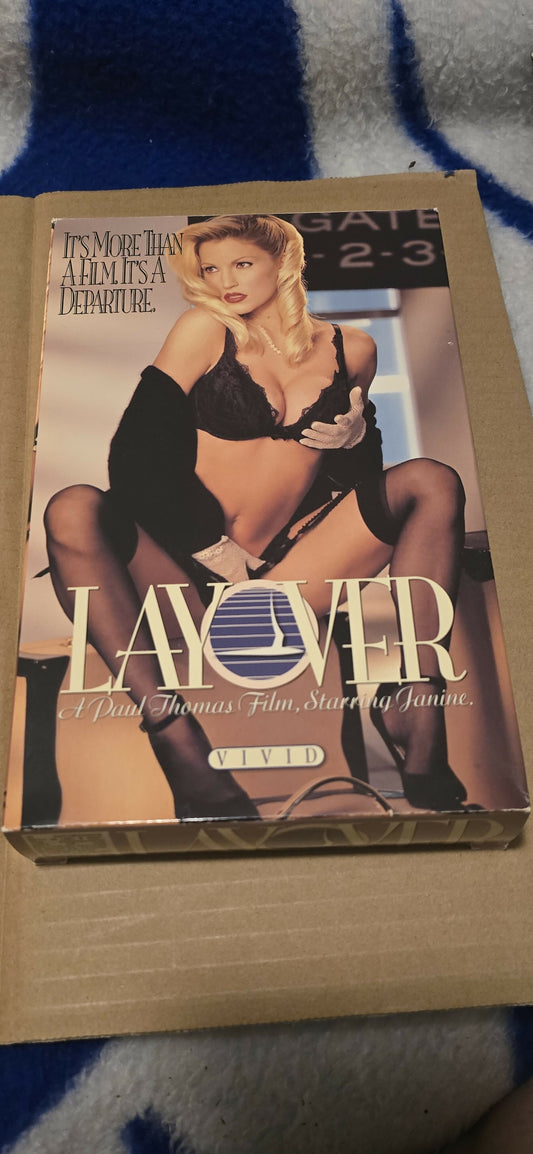 IT'S MORE THAN
A FILM. IT'S A
DEPARTURE.
GATE
- 2 - 3
LAYOVER
A Paul Thomas Film, Starring Janine.
VIVID
LAYOVER